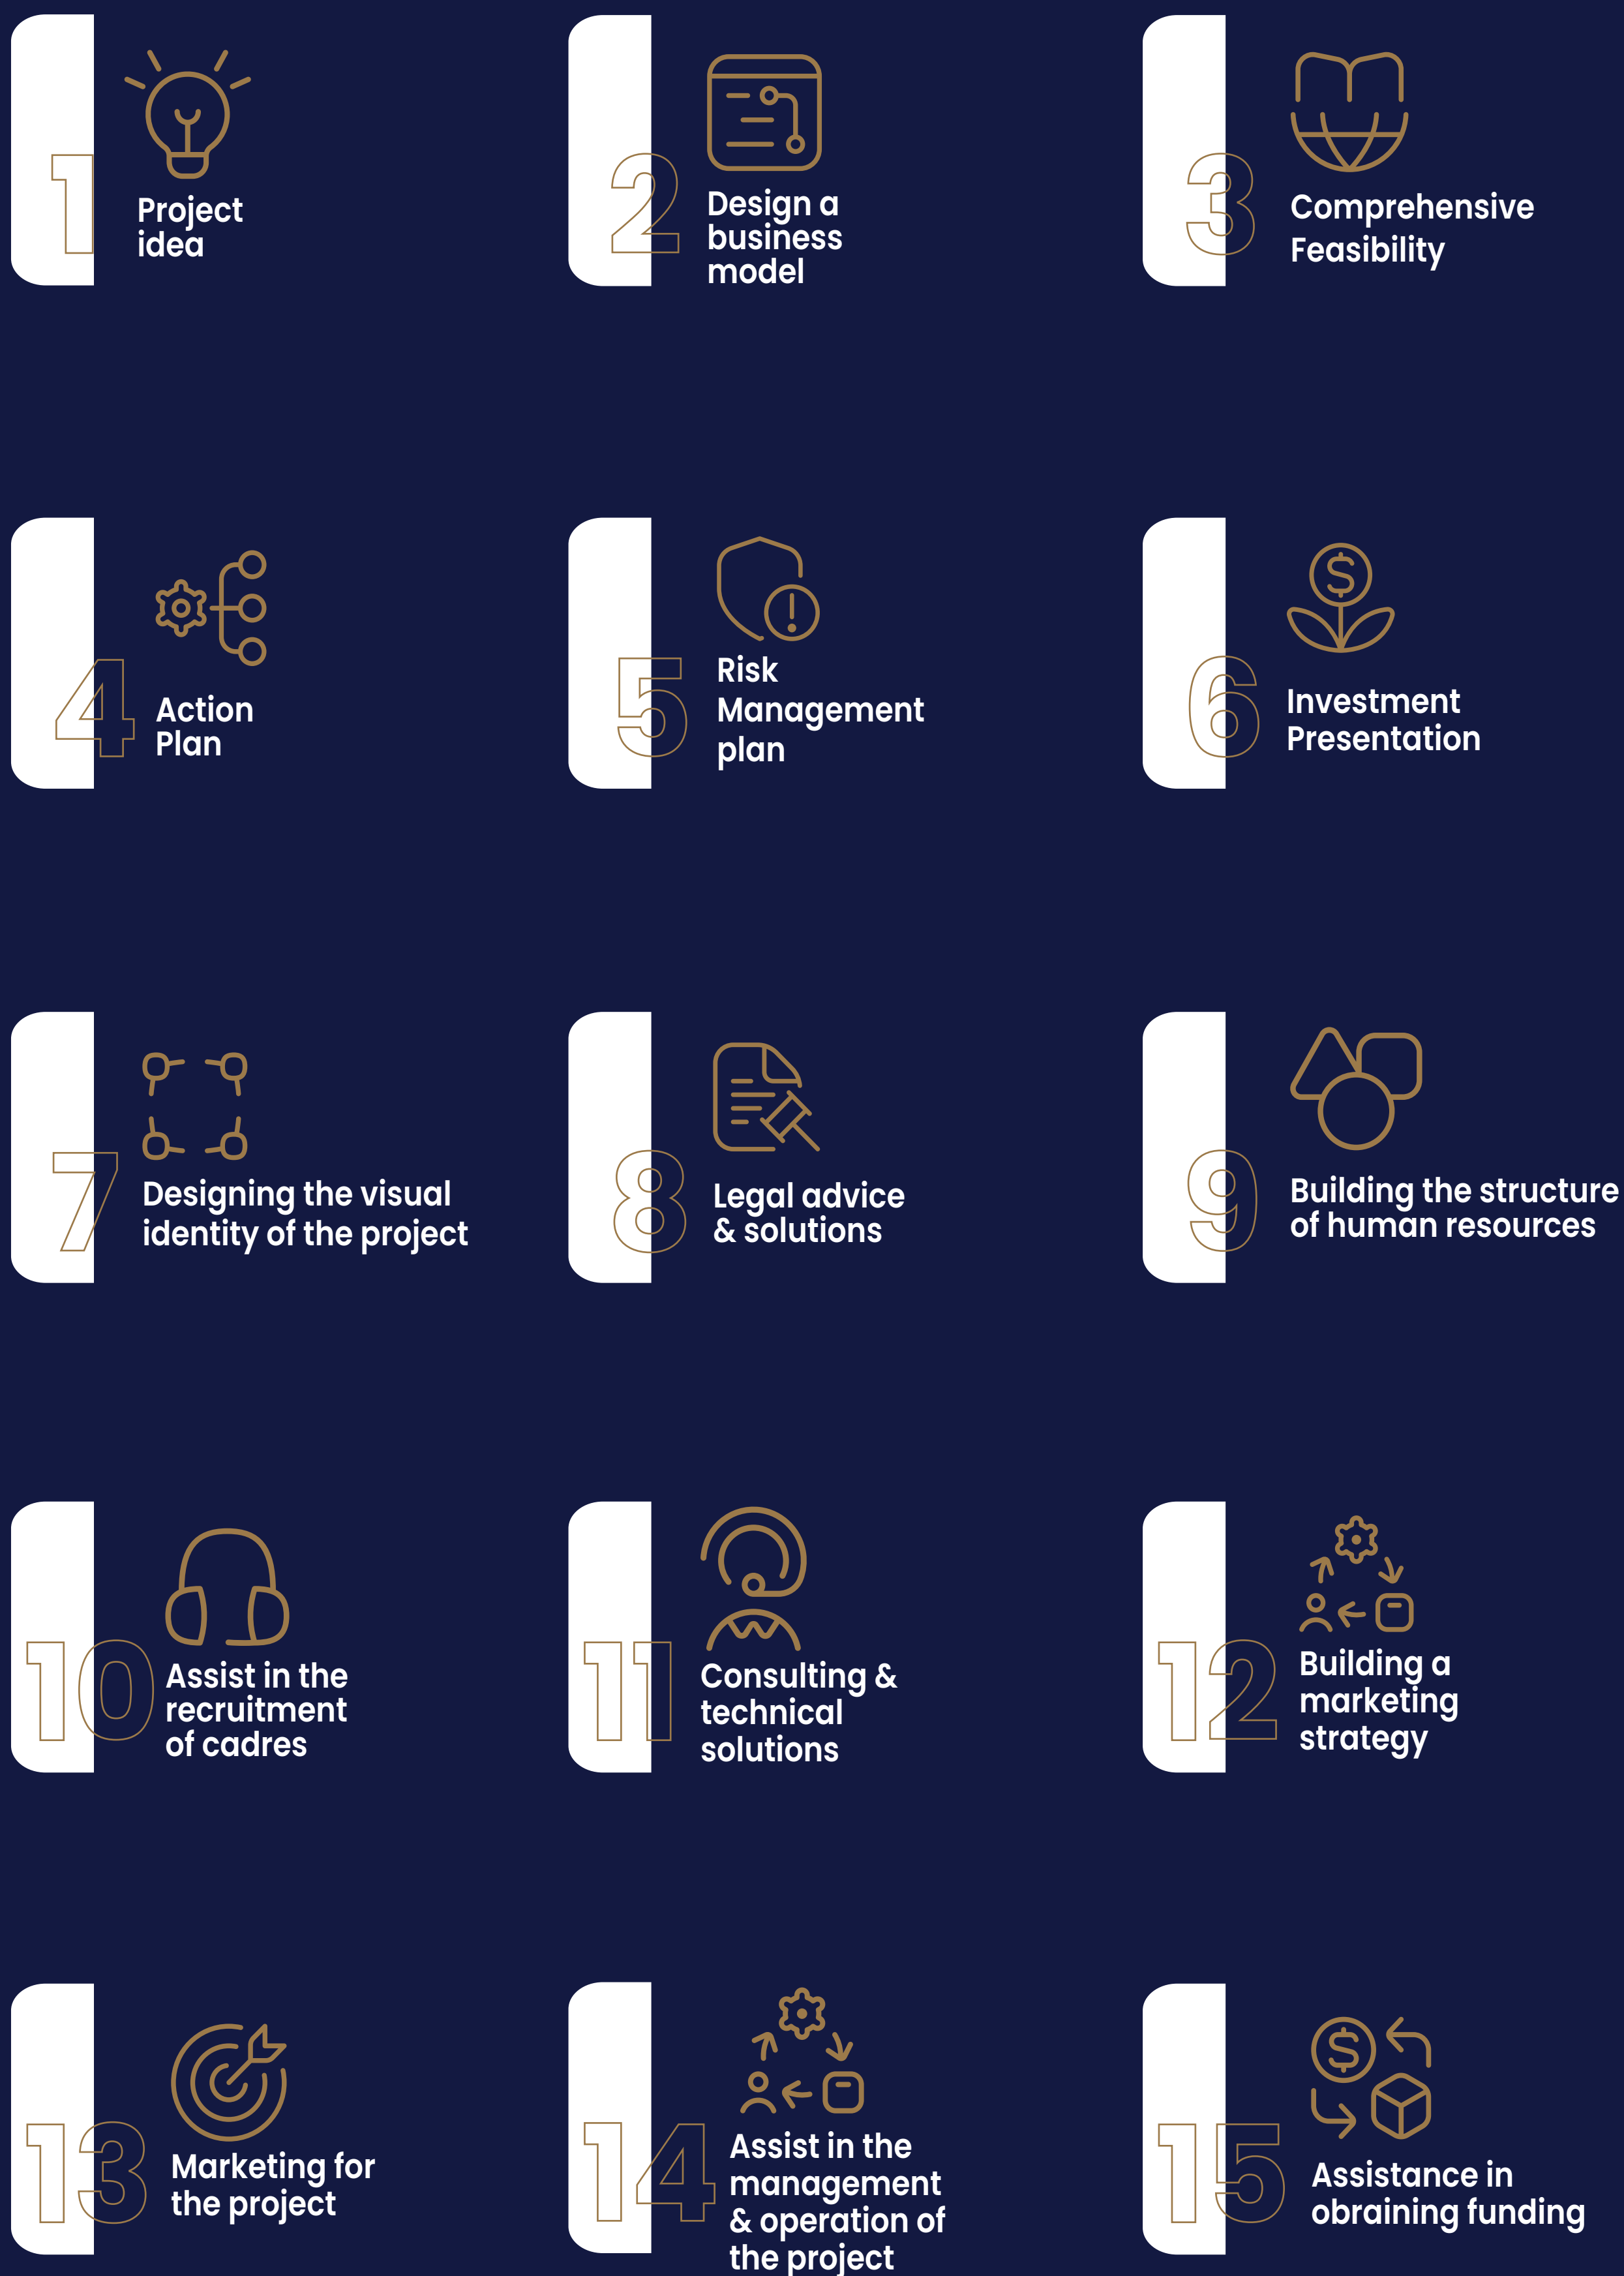 1
Project
idea
2
Design a
business
model
3
Comprehensive
Feasibility
4
Action
Plan
5
Risk
Management
plan
6
Investment
Presentation
7
Designing the visual
identity of the project
8
Legal advice
& solutions
9
Building the structure
of human resources
10
Assist in the
recruitment
of cadres
11
Consulting &
technical
solutions
12
Building a
marketing
strategy
13
Marketing for
the project
14
Assist in the
management
& operation of
the project
15
Assistance in
obraining funding